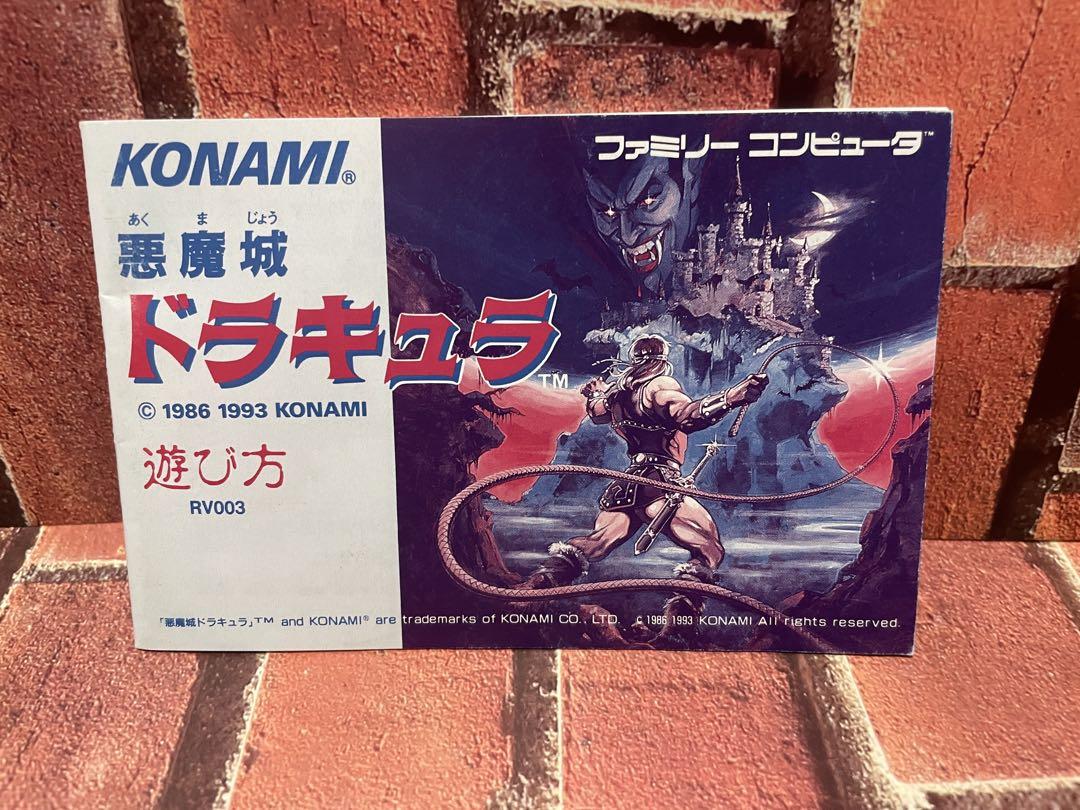 KONAMI®
ファミリー コンピュータ™
あく ま じょう
悪魔城
ドラキュラ™
© 1986 1993 KONAMI
遊び方
RV003
「悪魔城ドラキュラ」™ and KONAMI® are trademarks of KONAMI CO., LTD. © 1986 1993 KONAMI All rights reserved.